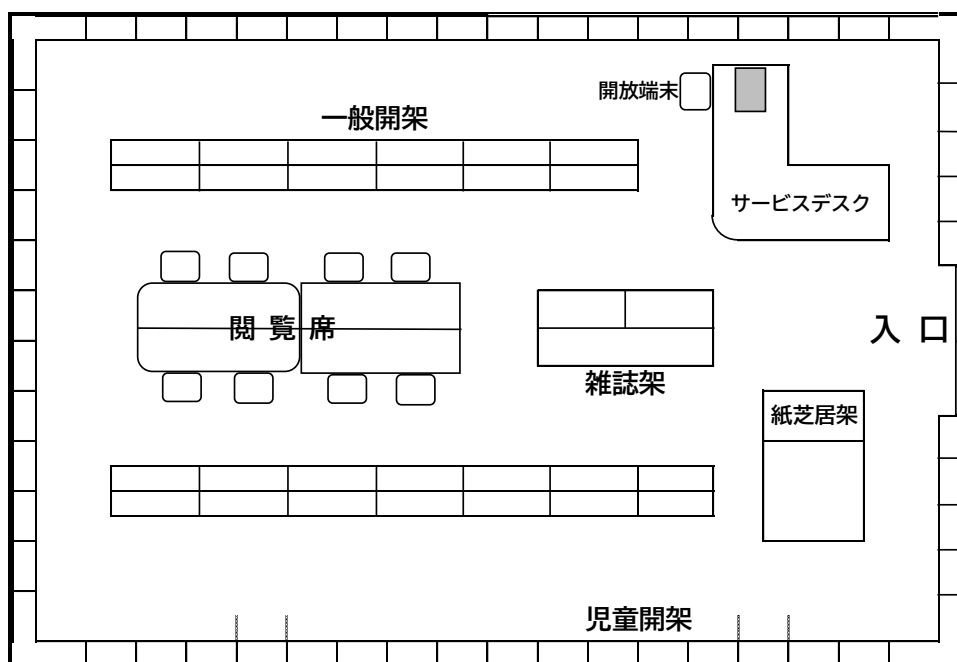 開放端末
一般開架
サービスデスク
閲覧席
入口
雑誌架
紙芝居架
児童開架